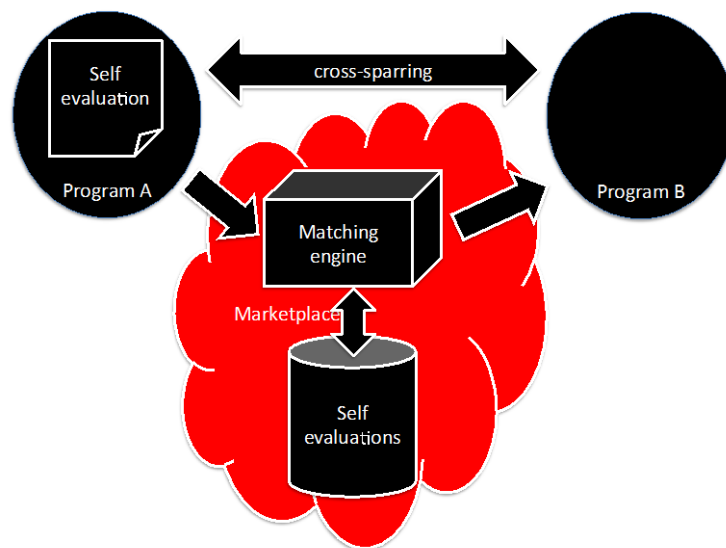 Self
evaluation
cross-sparring
Program A
Program B
Matching
engine
Marketplace
Self
evaluations